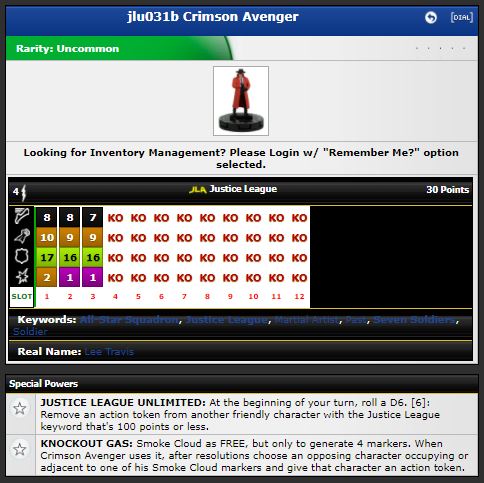 jlu031b Crimson Avenger
[DIAL]
Rarity: Uncommon
Looking for Inventory Management? Please Login w/ "Remember Me?" option
selected.
4 JLA Justice League 30 Points
8 8 7 KO KO KO KO KO KO KO KO KO
10 9 9 KO KO KO KO KO KO KO KO KO
17 16 16 KO KO KO KO KO KO KO KO KO
2 1 1 KO KO KO KO KO KO KO KO KO
SLOT 1 2 3 4 5 6 7 8 9 10 11 12
Keywords: All-Star Squadron, Justice League, Martial Artist, Past, Seven Soldiers,
Soldier
Real Name: Lee Travis
Special Powers
JUSTICE LEAGUE UNLIMITED: At the beginning of your turn, roll a D6. [6]:
Remove an action token from another friendly character with the Justice League
keyword that's 100 points or less.
KNOCKOUT GAS: Smoke Cloud as FREE, but only to generate 4 markers. When
Crimson Avenger uses it, after resolutions choose an opposing character occupying or
adjacent to one of his Smoke Cloud markers and give that character an action token.